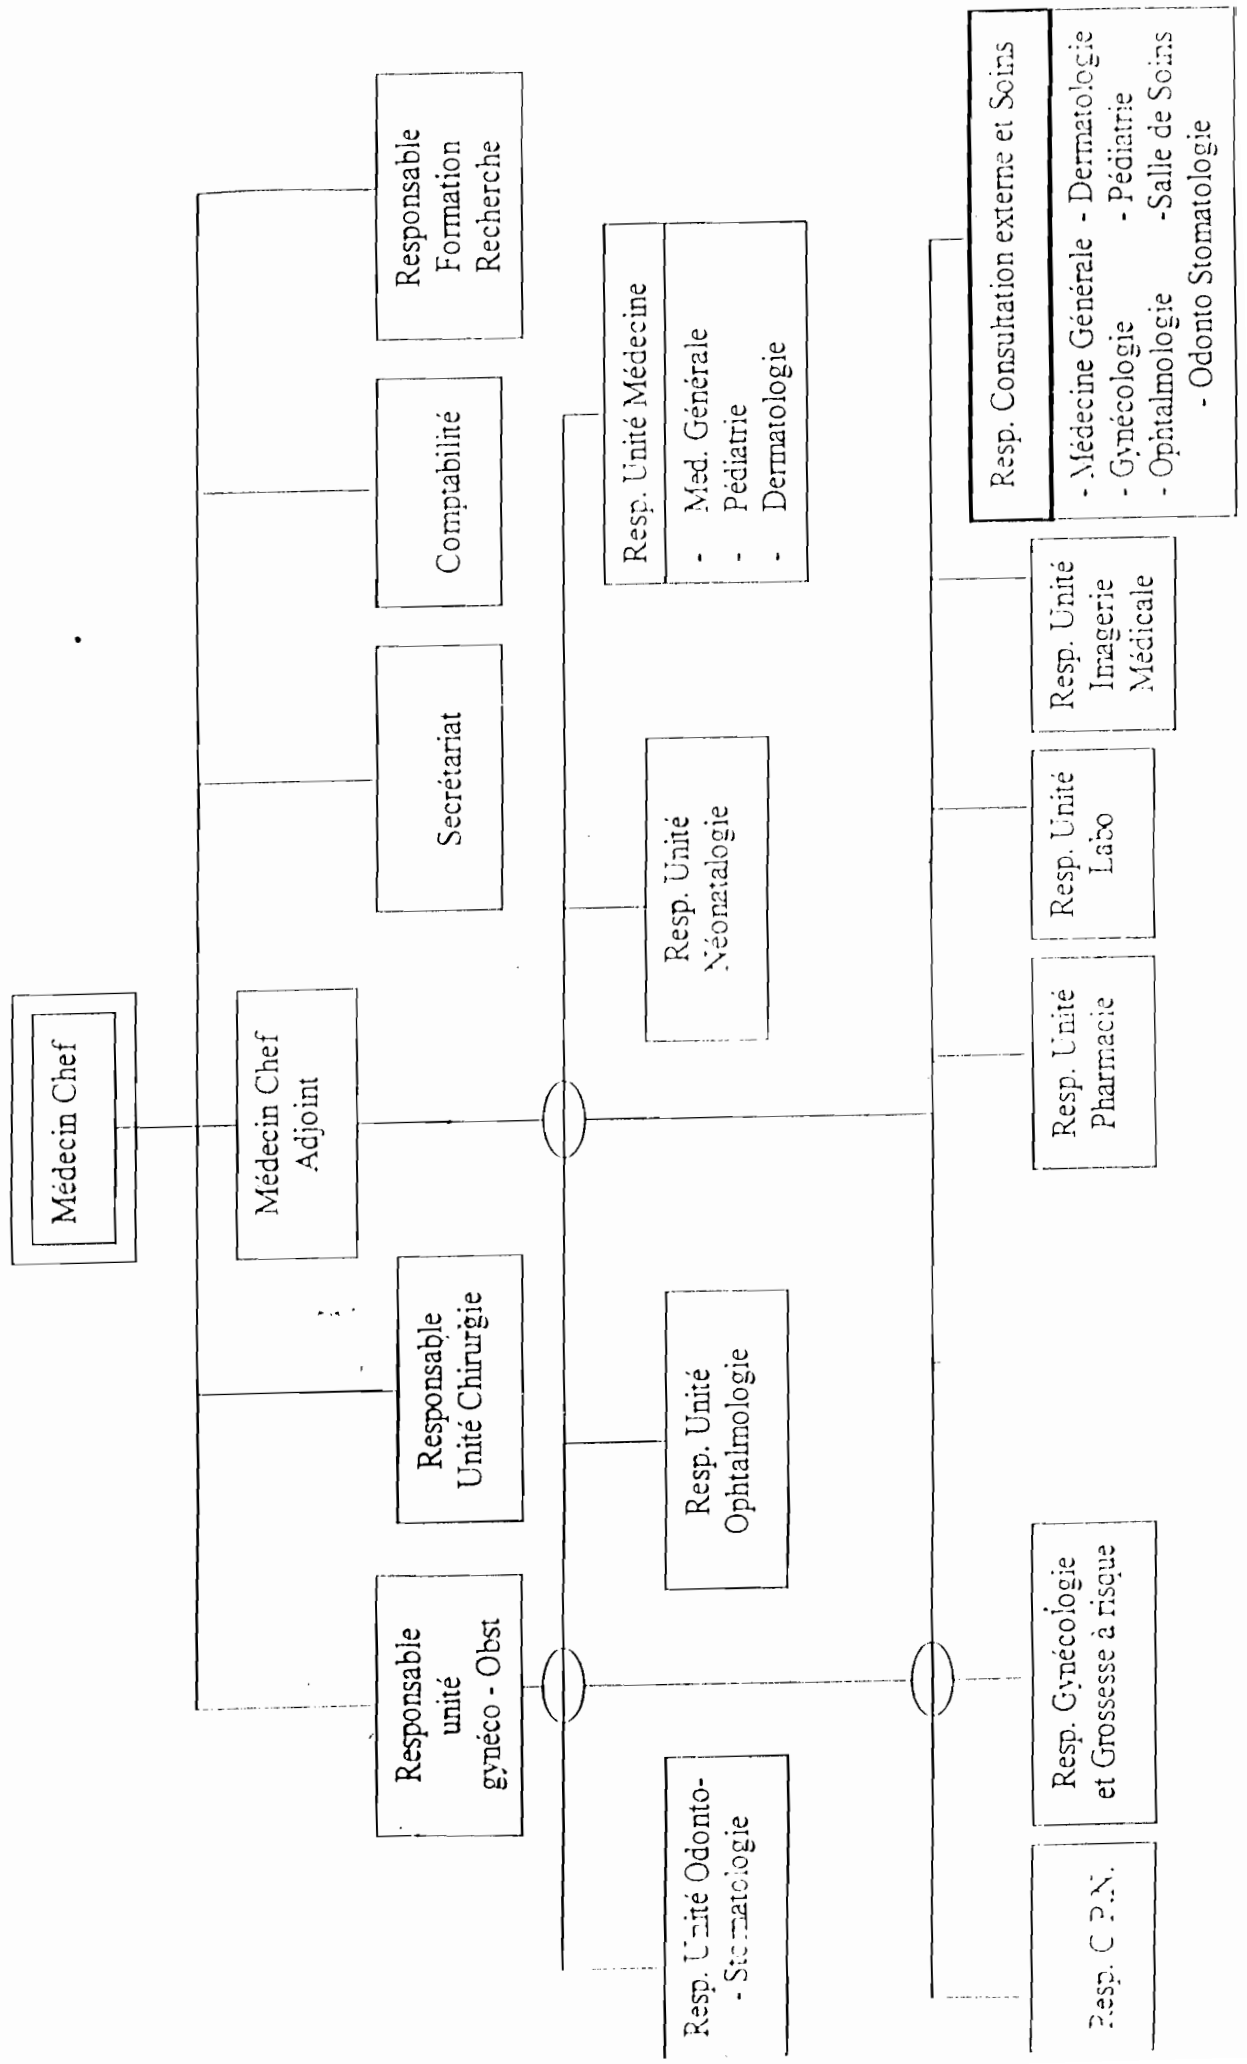 Médecin Chef
Médecin Chef
Adjoint
Responsable
unité
gynéco - Obst
Responsable
Unité Chirurgie
Secrétariat
Comptabilité
Responsable
Formation
Recherche
Resp. Unité Odonto-
- Stomatologie
Resp. Unité
Ophtalmologie
Resp. Unité
Néonatalogie
Resp. Unité Médecine
- Med. Générale
- Pédiatrie
- Dermatologie
Resp. C.P.N.
Resp. Gynécologie
et Grossesse à risque
Resp. Unité
Pharmacie
Resp. Unité
Labo
Resp. Unité
Imagerie
Médicale
Resp. Consultation externe et Soins
- Médecine Générale - Dermatologie
- Gynécologie - Pédiatrie
- Ophtalmologie -Salle de Soins
- Odonto Stomatologie